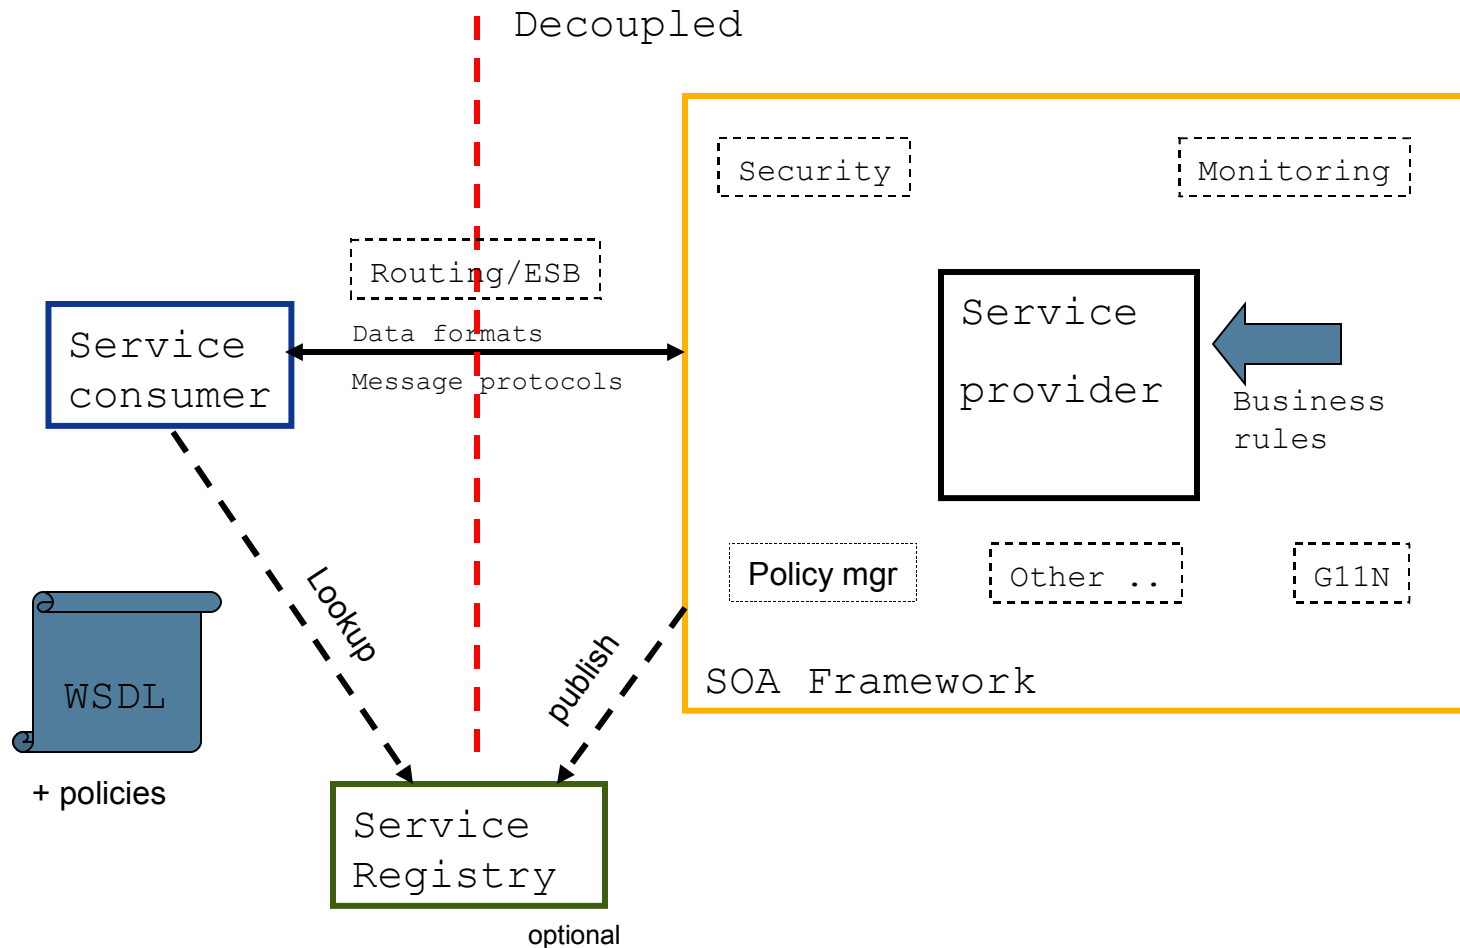 Decoupled
Security
Monitoring
Routing/ESB
Service
consumer
Data formats
Message protocols
Service
provider
Business
rules
Policy mgr
Other ..
G11N
Lookup
publish
SOA Framework
WSDL
+ policies
Service
Registry
optional